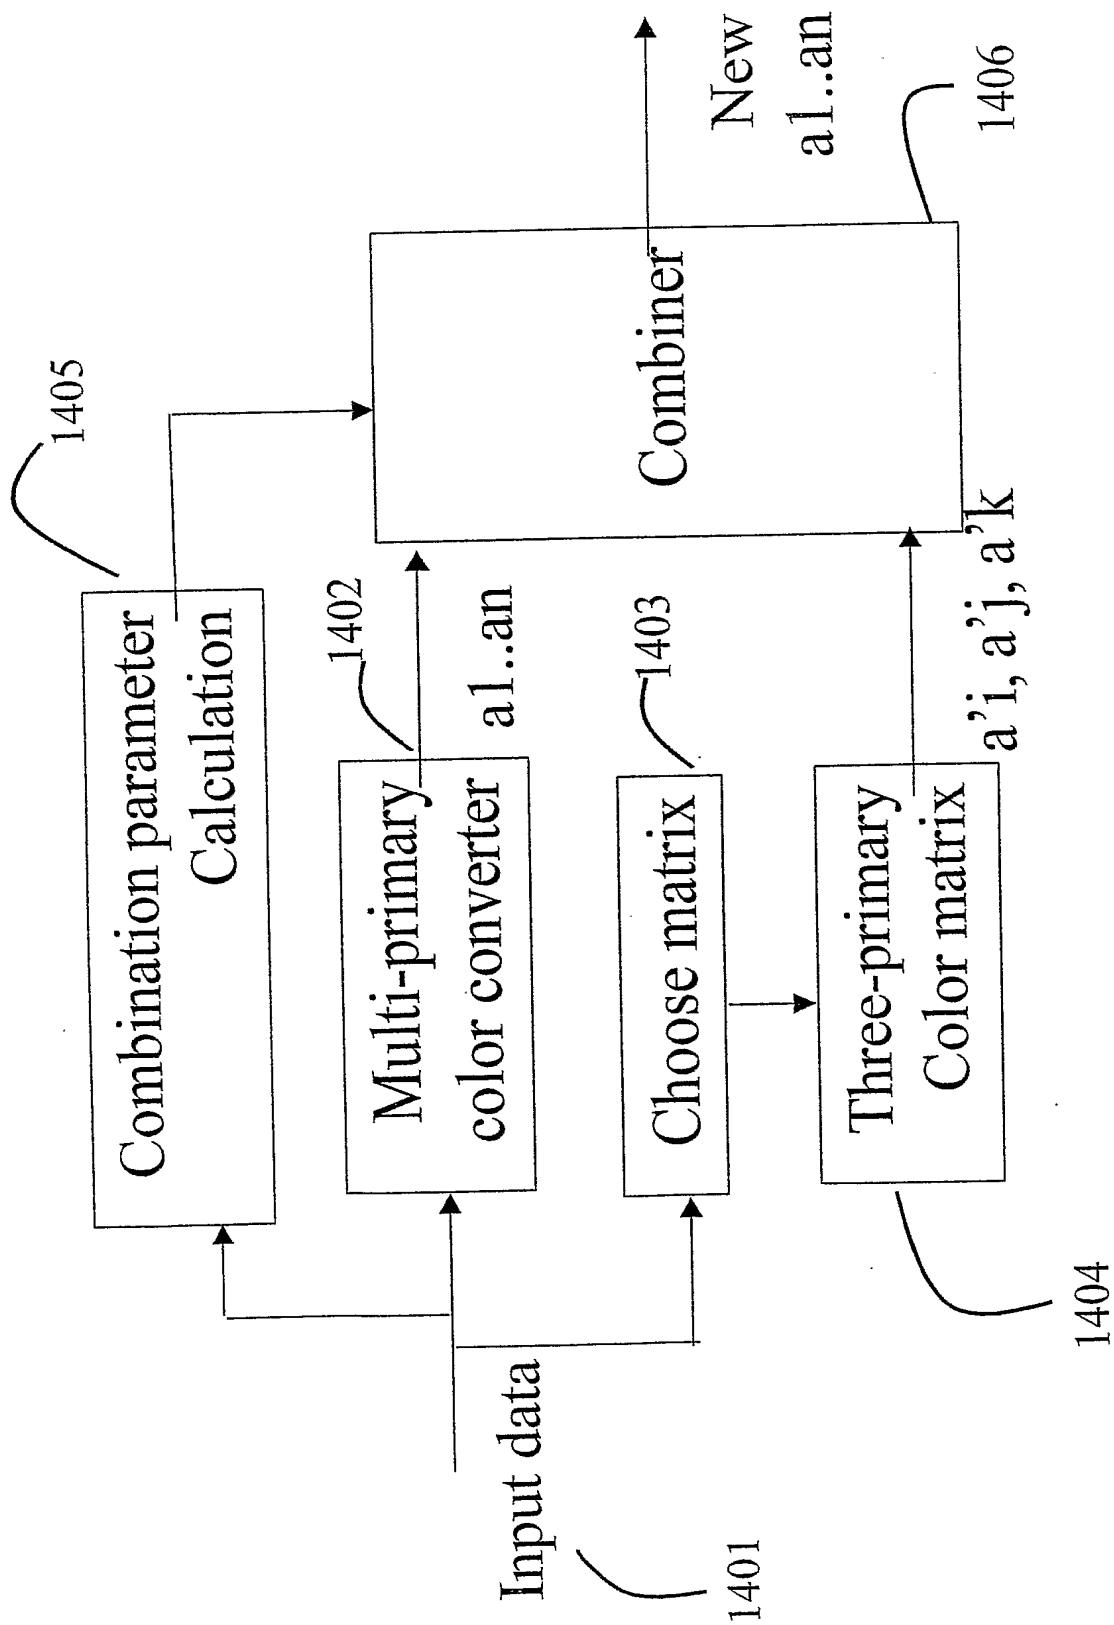 1405
Combination parameter
Calculation
1402
Multi-primary
color converter
a1..an
Input data
1401
1403
Choose matrix
Three-primary
Color matrix
1404
a’i, a’j, a’k
Combiner
New
a1..an
1406